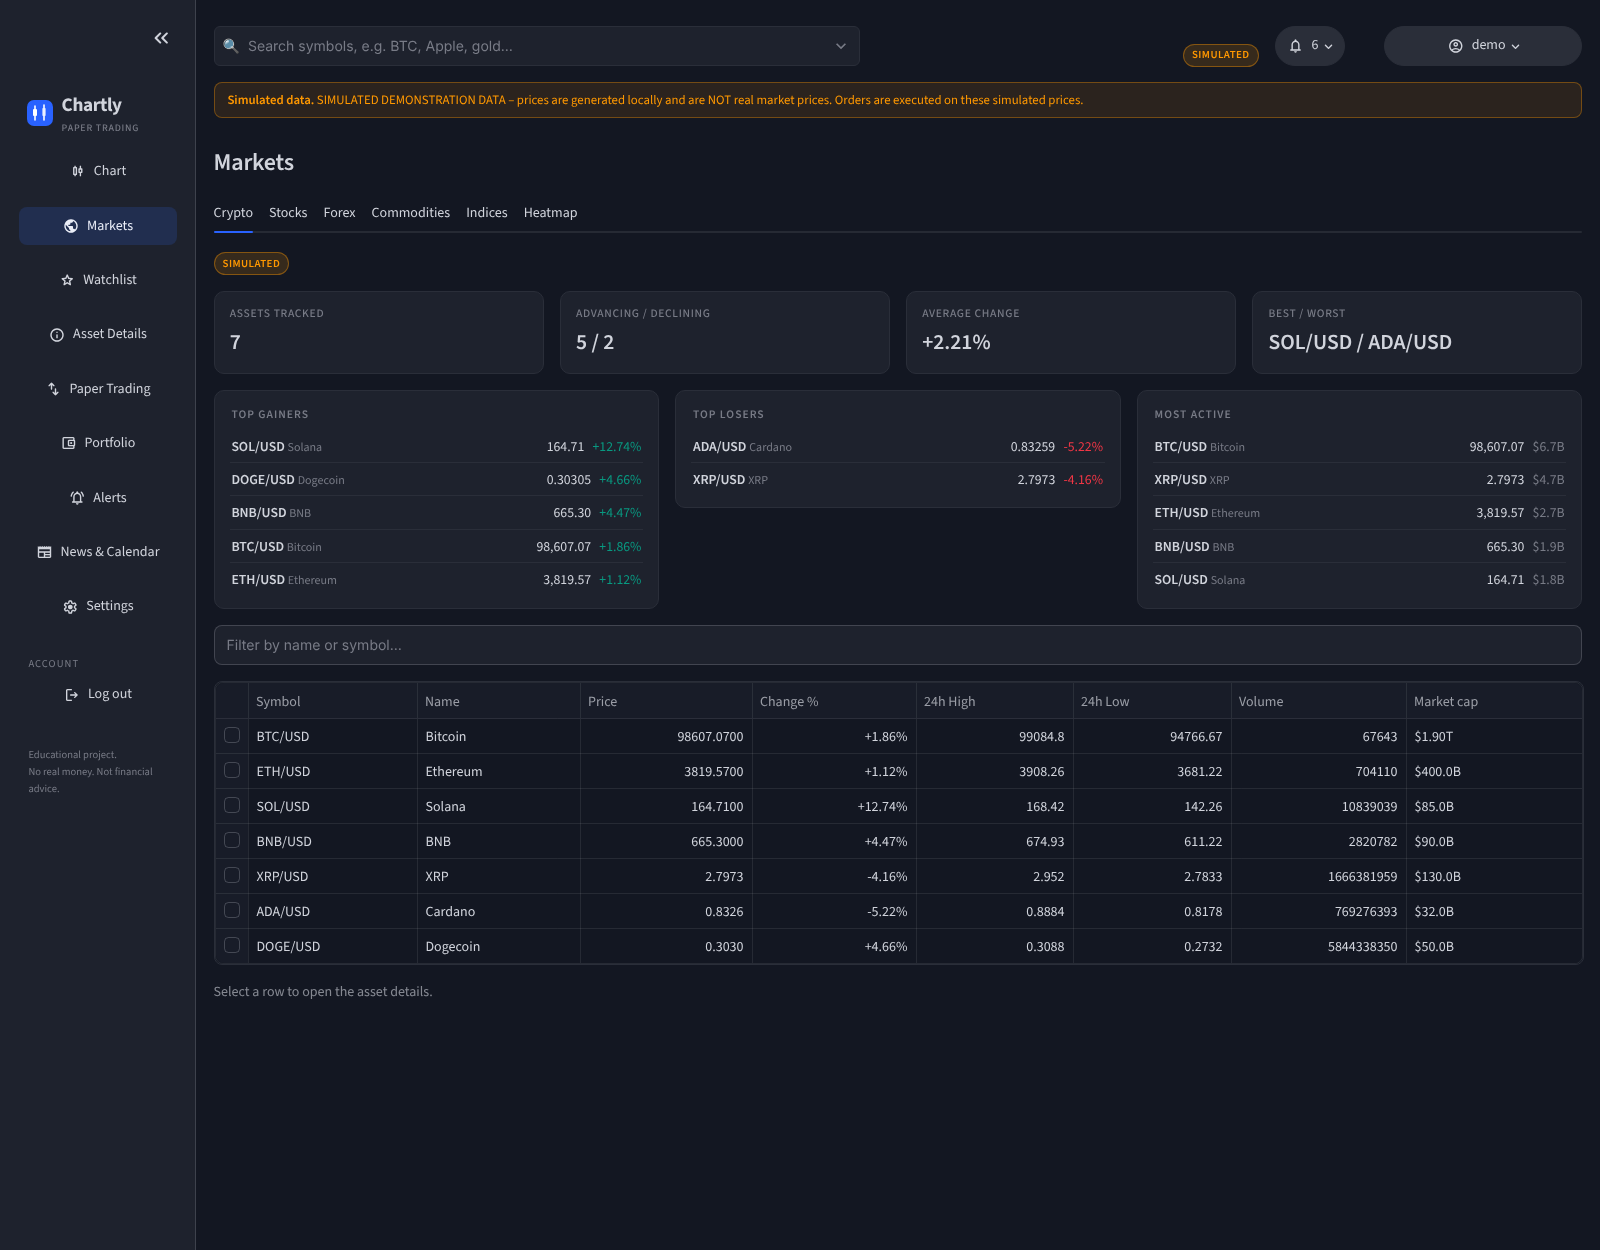 Search symbols, e.g. BTC, Apple, gold...
SIMULATED
6
demo
Chartly
PAPER TRADING
Chart
Markets
Watchlist
Asset Details
Paper Trading
Portfolio
Alerts
News & Calendar
Settings
ACCOUNT
Log out
Educational project.
No real money. Not financial
advice.
Simulated data. SIMULATED DEMONSTRATION DATA – prices are generated locally and are NOT real market prices. Orders are executed on these simulated prices.
Markets
Crypto Stocks Forex Commodities Indices Heatmap
SIMULATED
ASSETS TRACKED
7
ADVANCING / DECLINING
5 / 2
AVERAGE CHANGE
+2.21%
BEST / WORST
SOL/USD / ADA/USD
TOP GAINERS
SOL/USD Solana 164.71 +12.74%
DOGE/USD Dogecoin 0.30305 +4.66%
BNB/USD BNB 665.30 +4.47%
BTC/USD Bitcoin 98,607.07 +1.86%
ETH/USD Ethereum 3,819.57 +1.12%
TOP LOSERS
ADA/USD Cardano 0.83259 -5.22%
XRP/USD XRP 2.7973 -4.16%
MOST ACTIVE
BTC/USD Bitcoin 98,607.07 $6.7B
XRP/USD XRP 2.7973 $4.7B
ETH/USD Ethereum 3,819.57 $2.7B
BNB/USD BNB 665.30 $1.9B
SOL/USD Solana 164.71 $1.8B
Filter by name or symbol...
Symbol Name Price Change % 24h High 24h Low Volume Market cap
BTC/USD Bitcoin 98607.0700 +1.86% 99084.8 94766.67 67643 $1.90T
ETH/USD Ethereum 3819.5700 +1.12% 3908.26 3681.22 704110 $400.0B
SOL/USD Solana 164.7100 +12.74% 168.42 142.26 10839039 $85.0B
BNB/USD BNB 665.3000 +4.47% 674.93 611.22 2820782 $90.0B
XRP/USD XRP 2.7973 -4.16% 2.952 2.7833 1666381959 $130.0B
ADA/USD Cardano 0.8326 -5.22% 0.8884 0.8178 769276393 $32.0B
DOGE/USD Dogecoin 0.3030 +4.66% 0.3088 0.2732 5844338350 $50.0B
Select a row to open the asset details.